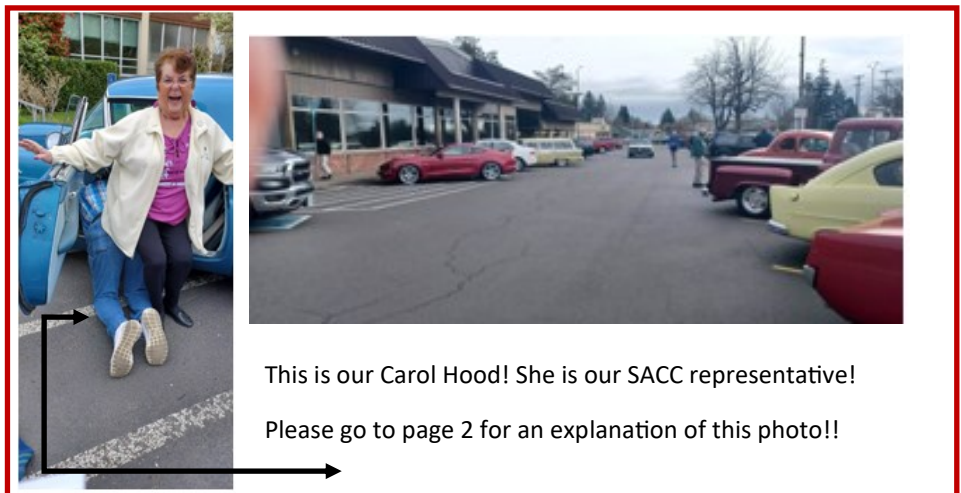 This is our Carol Hood! She is our SACC representative!
Please go to page 2 for an explanation of this photo!!